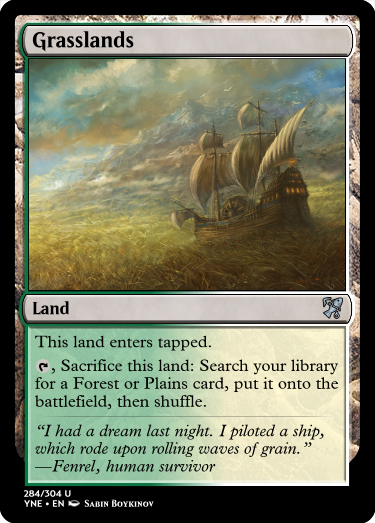 Grasslands
Land
This land enters tapped.
, Sacrifice this land: Search your library
for a Forest or Plains card, put it onto the
battlefield, then shuffle.
“I had a dream last night. I piloted a ship,
which rode upon rolling waves of grain.”
—Fenrel, human survivor
284/304 U
YNE • EN Sabin Boykinov